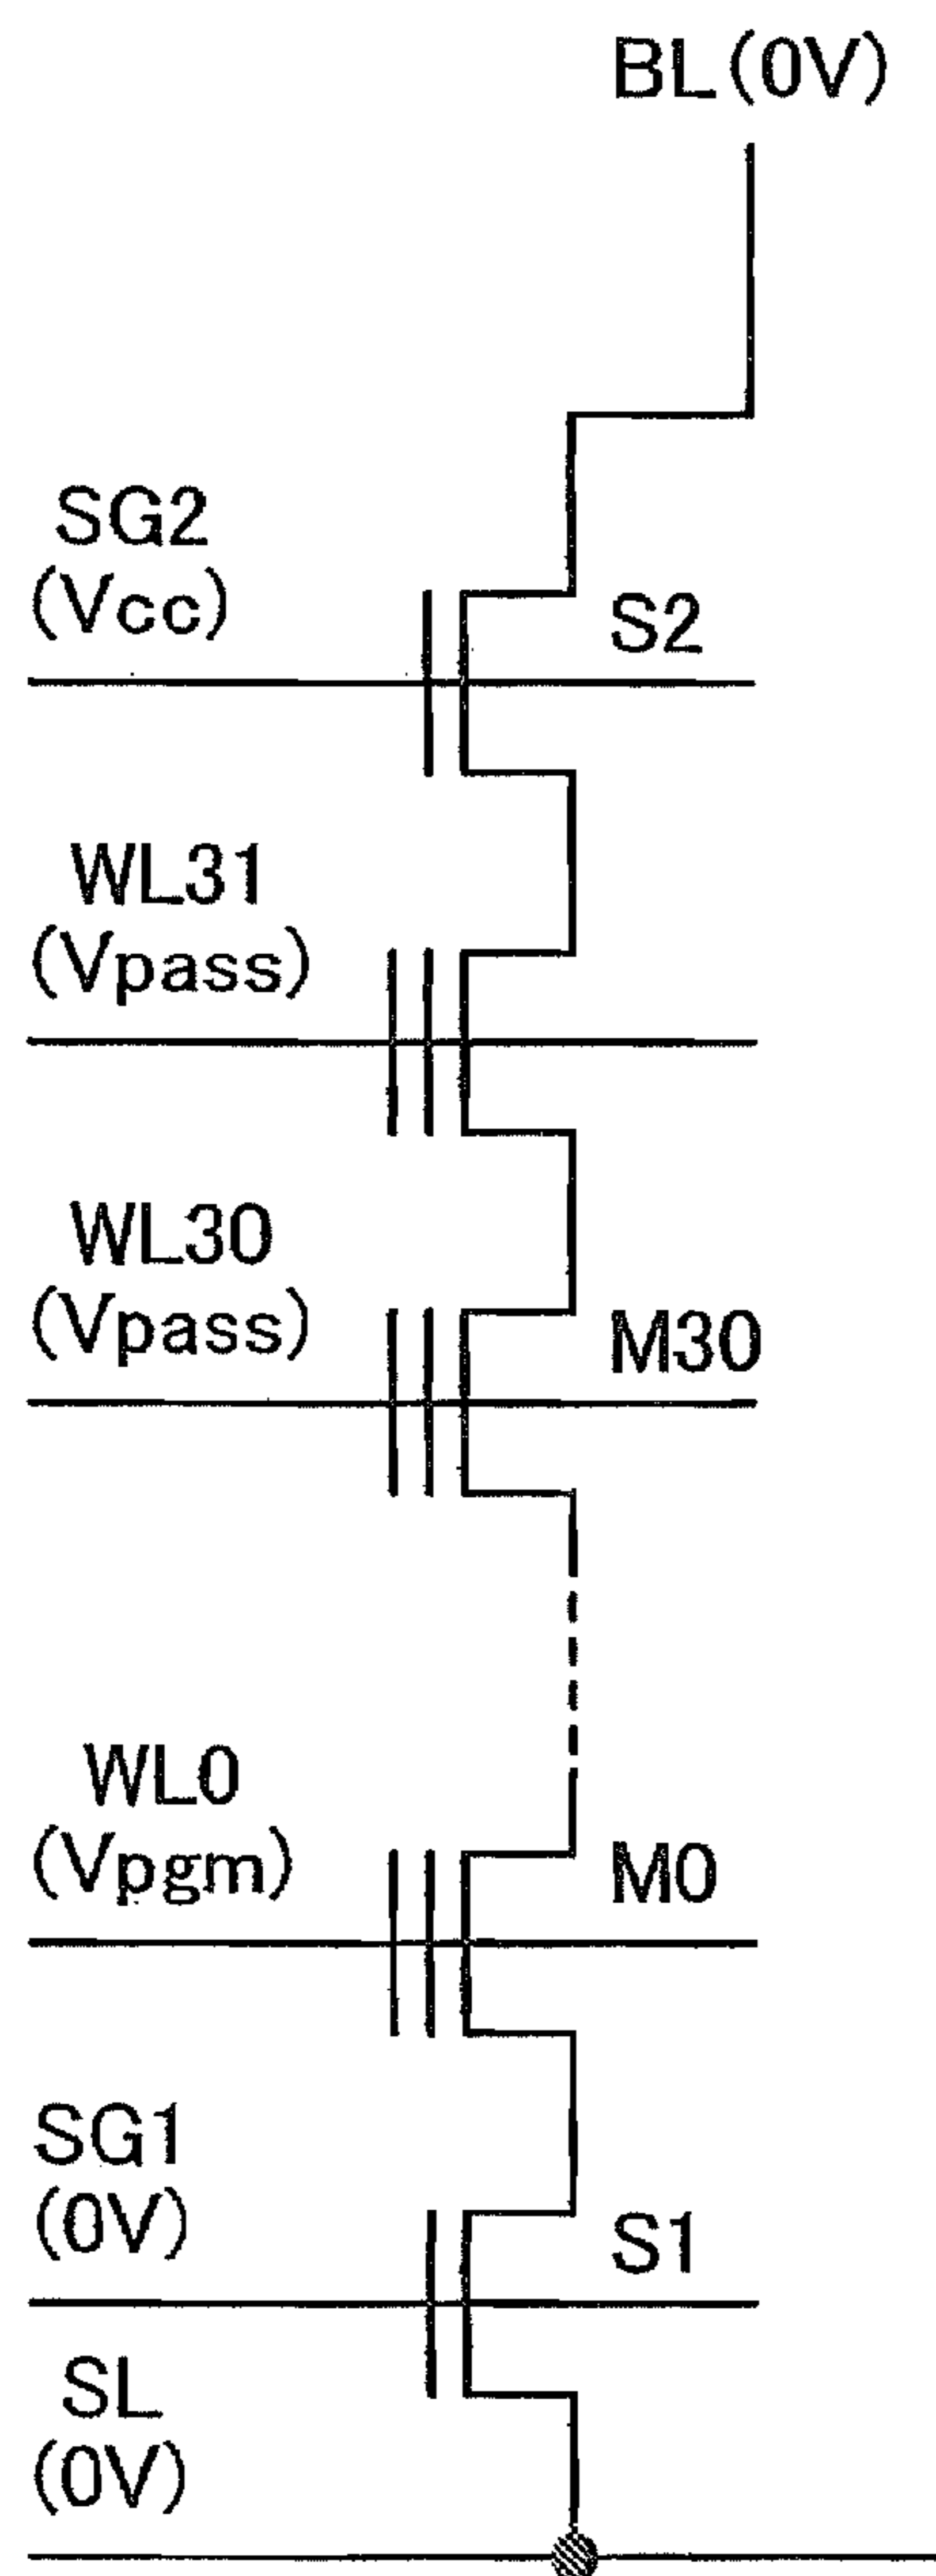 BL(0V)
SG2
(Vcc)
S2
WL31
(Vpass)
WL30
(Vpass)
M30
WL0
(Vpgm)
M0
SG1
(0V)
S1
SL
(0V)